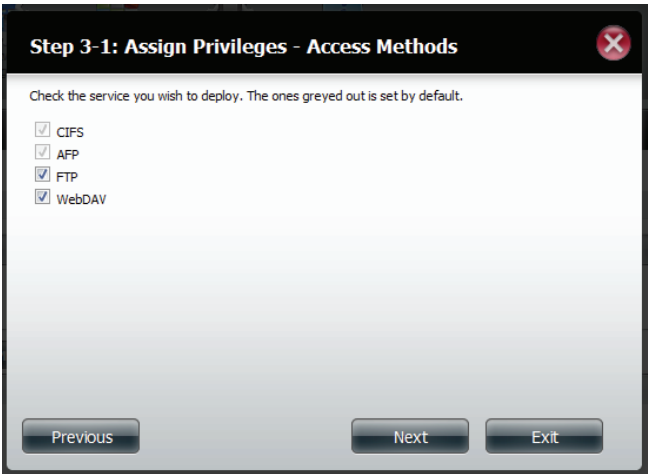 Step 3-1: Assign Privileges - Access Methods
Check the service you wish to deploy. The ones greyed out is set by default.
CIFS
AFP
FTP
WebDAV
Previous
Next
Exit